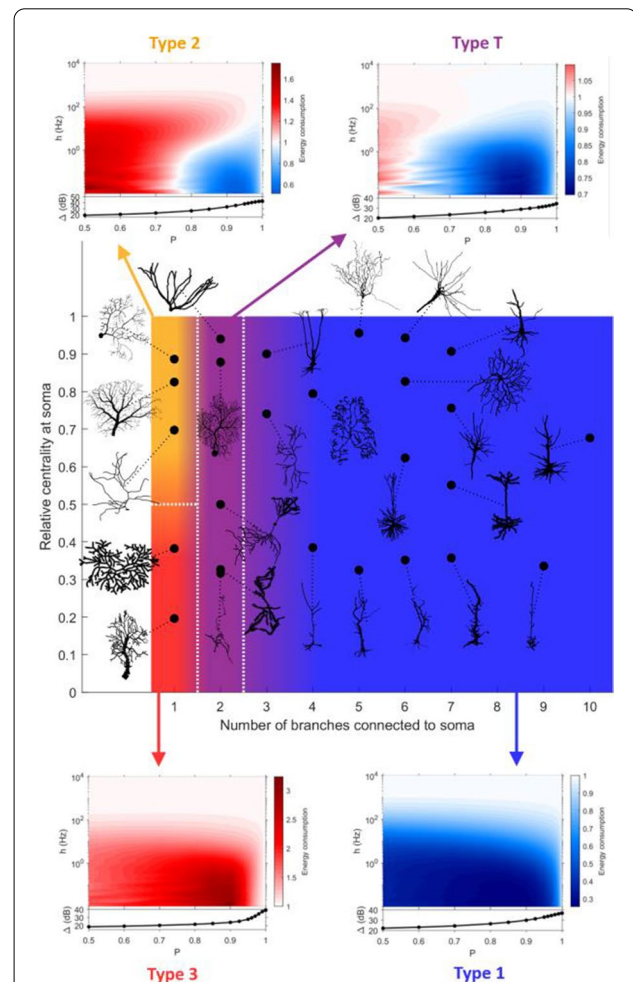 Type 2
Type T
10⁴
10²
10⁰
h (Hz)
1.6
1.4
1.2
1
0.8
0.6
Energy consumption
50
40
30
20
Δ (dB)
0.5 0.6 0.7 0.8 0.9 1
P
10⁴
10²
10⁰
h (Hz)
1.05
1
0.95
0.9
0.85
0.8
0.75
0.7
Energy consumption
40
30
20
Δ (dB)
0.5 0.6 0.7 0.8 0.9 1
P
Relative centrality at soma
1
0.9
0.8
0.7
0.6
0.5
0.4
0.3
0.2
0.1
0
1 2 3 4 5 6 7 8 9 10
Number of branches connected to soma
10⁴
10²
10⁰
h (Hz)
3
2.5
2
1.5
1
Energy consumption
40
30
20
Δ (dB)
0.5 0.6 0.7 0.8 0.9 1
P
10⁴
10²
10⁰
h (Hz)
1
0.9
0.8
0.7
0.6
0.5
0.4
0.3
Energy consumption
40
30
20
Δ (dB)
0.5 0.6 0.7 0.8 0.9 1
P
Type 3
Type 1